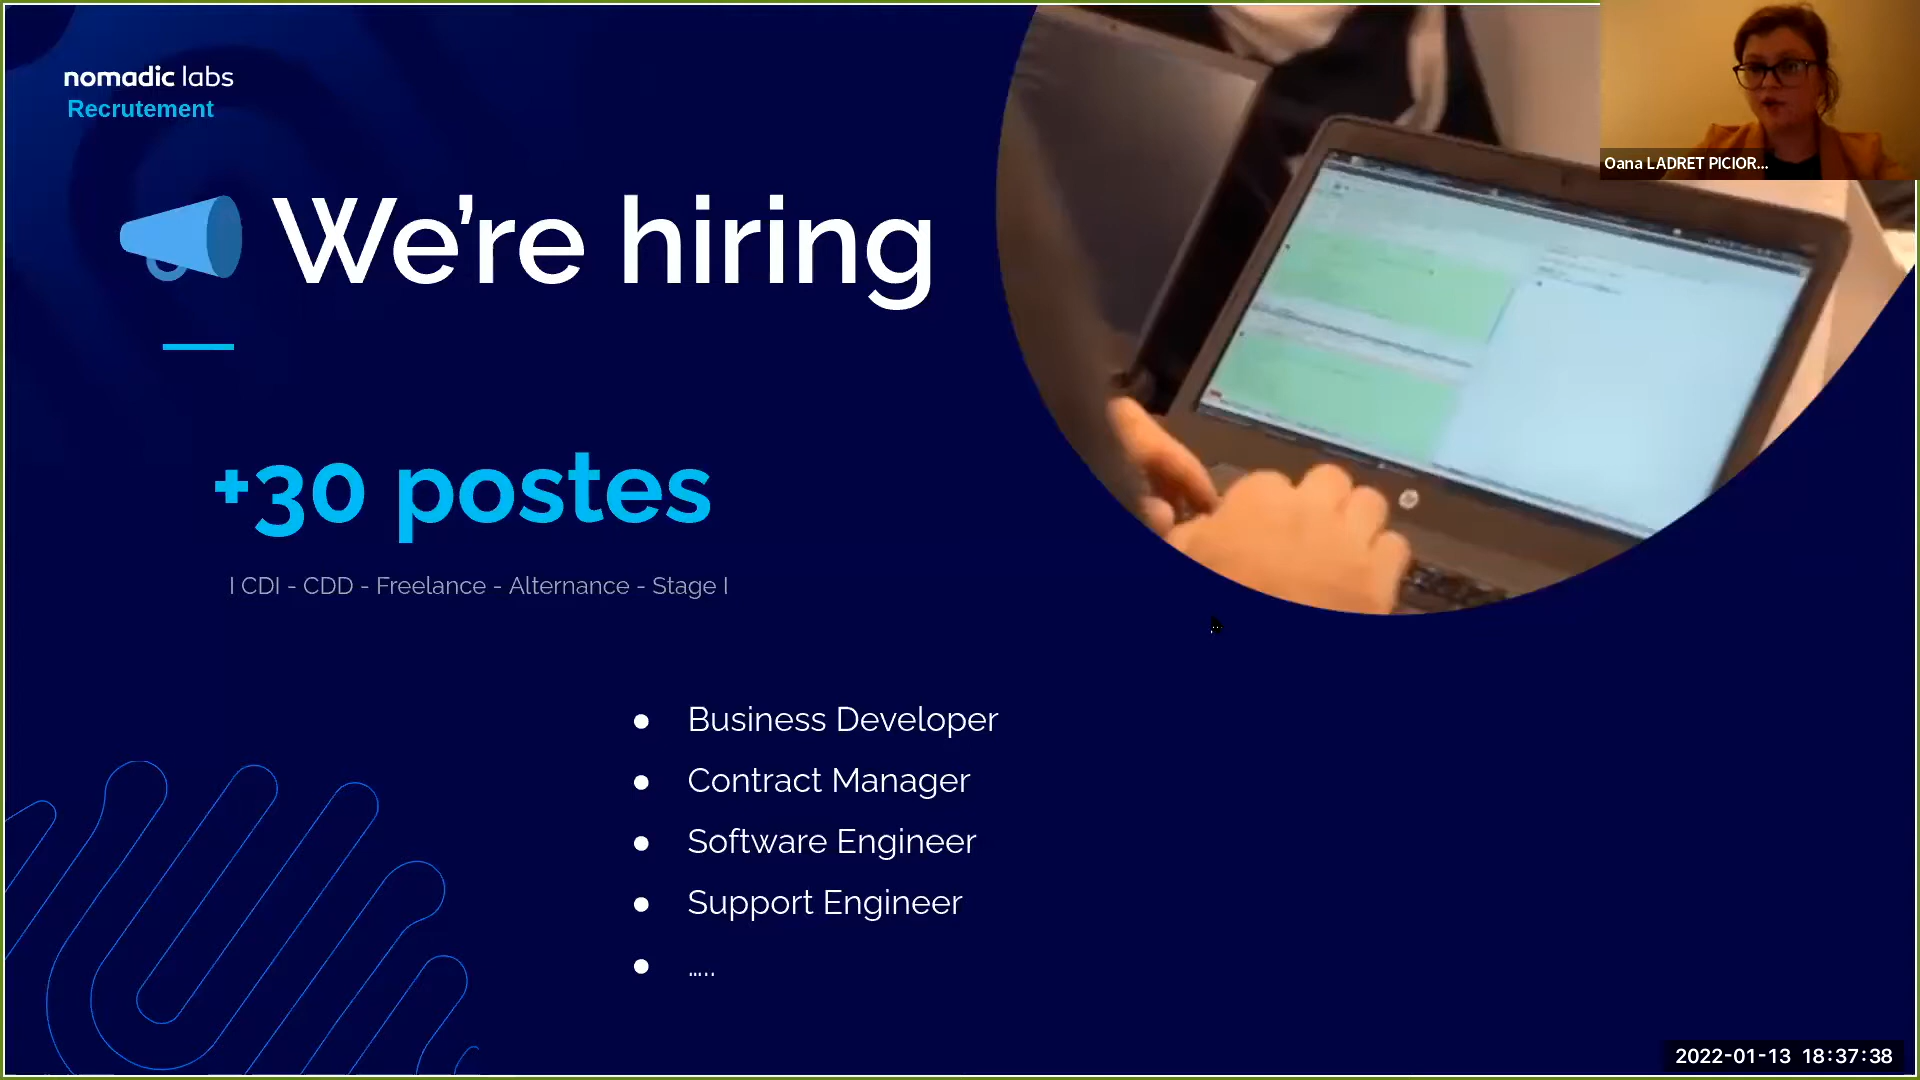 nomadic labs
Recrutement
We’re hiring
+30 postes
I CDI - CDD - Freelance - Alternance - Stage I
● Business Developer
● Contract Manager
● Software Engineer
● Support Engineer
● .....
Oana LADRET PICIOR...
2022-01-13 18:37:38